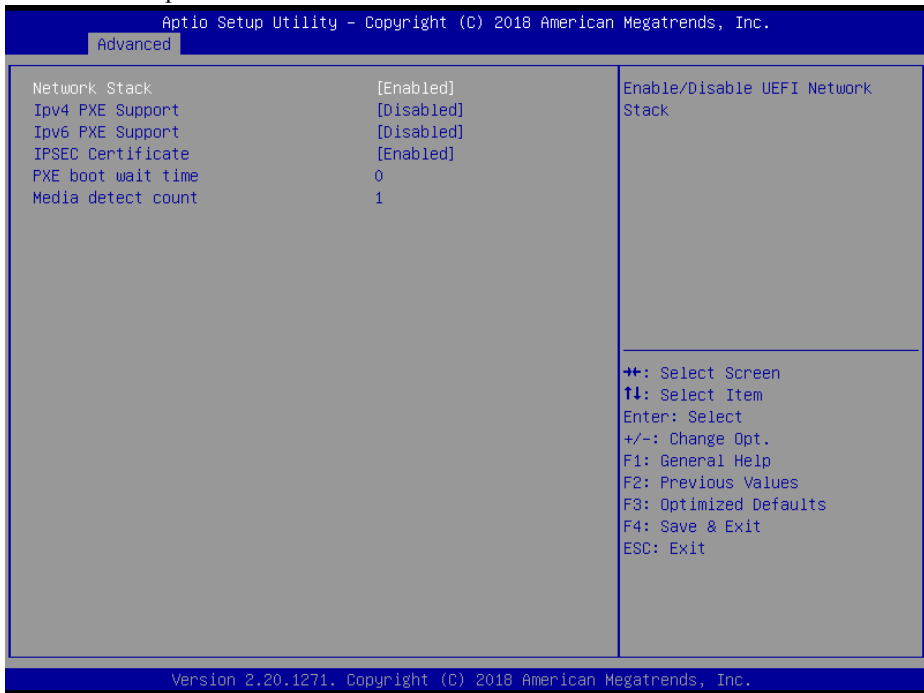 Aptio Setup Utility – Copyright (C) 2018 American Megatrends, Inc.
Advanced
Network Stack [Enabled]
Ipv4 PXE Support [Disabled]
Ipv6 PXE Support [Disabled]
IPSEC Certificate [Enabled]
PXE boot wait time 0
Media detect count 1
Enable/Disable UEFI Network
Stack
→←: Select Screen
↑↓: Select Item
Enter: Select
+/-: Change Opt.
F1: General Help
F2: Previous Values
F3: Optimized Defaults
F4: Save & Exit
ESC: Exit
Version 2.20.1271. Copyright (C) 2018 American Megatrends, Inc.